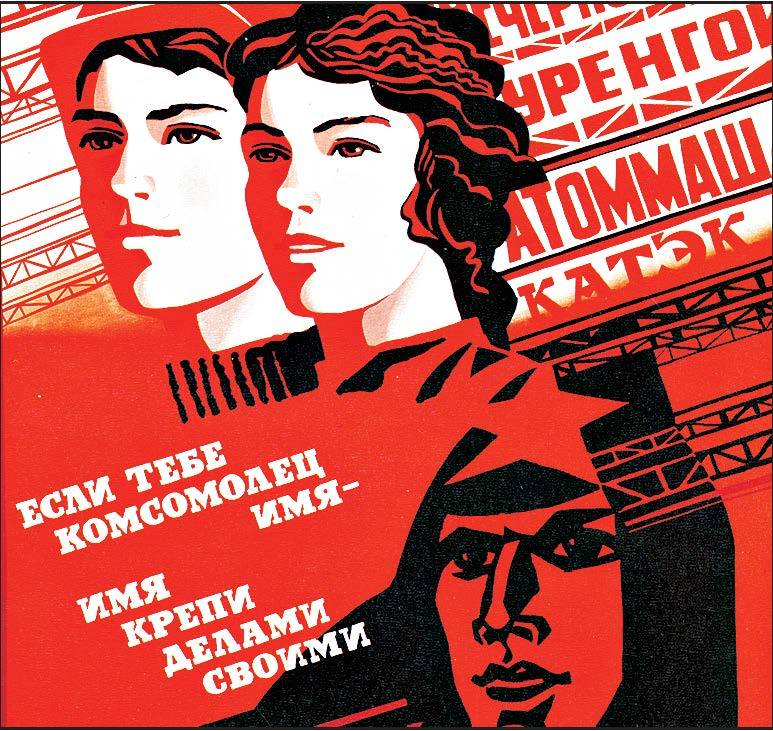 УРЕНГОЙ
АТОММАШ
КАТЭК
ЕСЛИ ТЕБЕ
КОМСОМОЛЕЦ
ИМЯ–
ИМЯ
КРЕПИ
ДЕЛАМИ
СВОИМИ